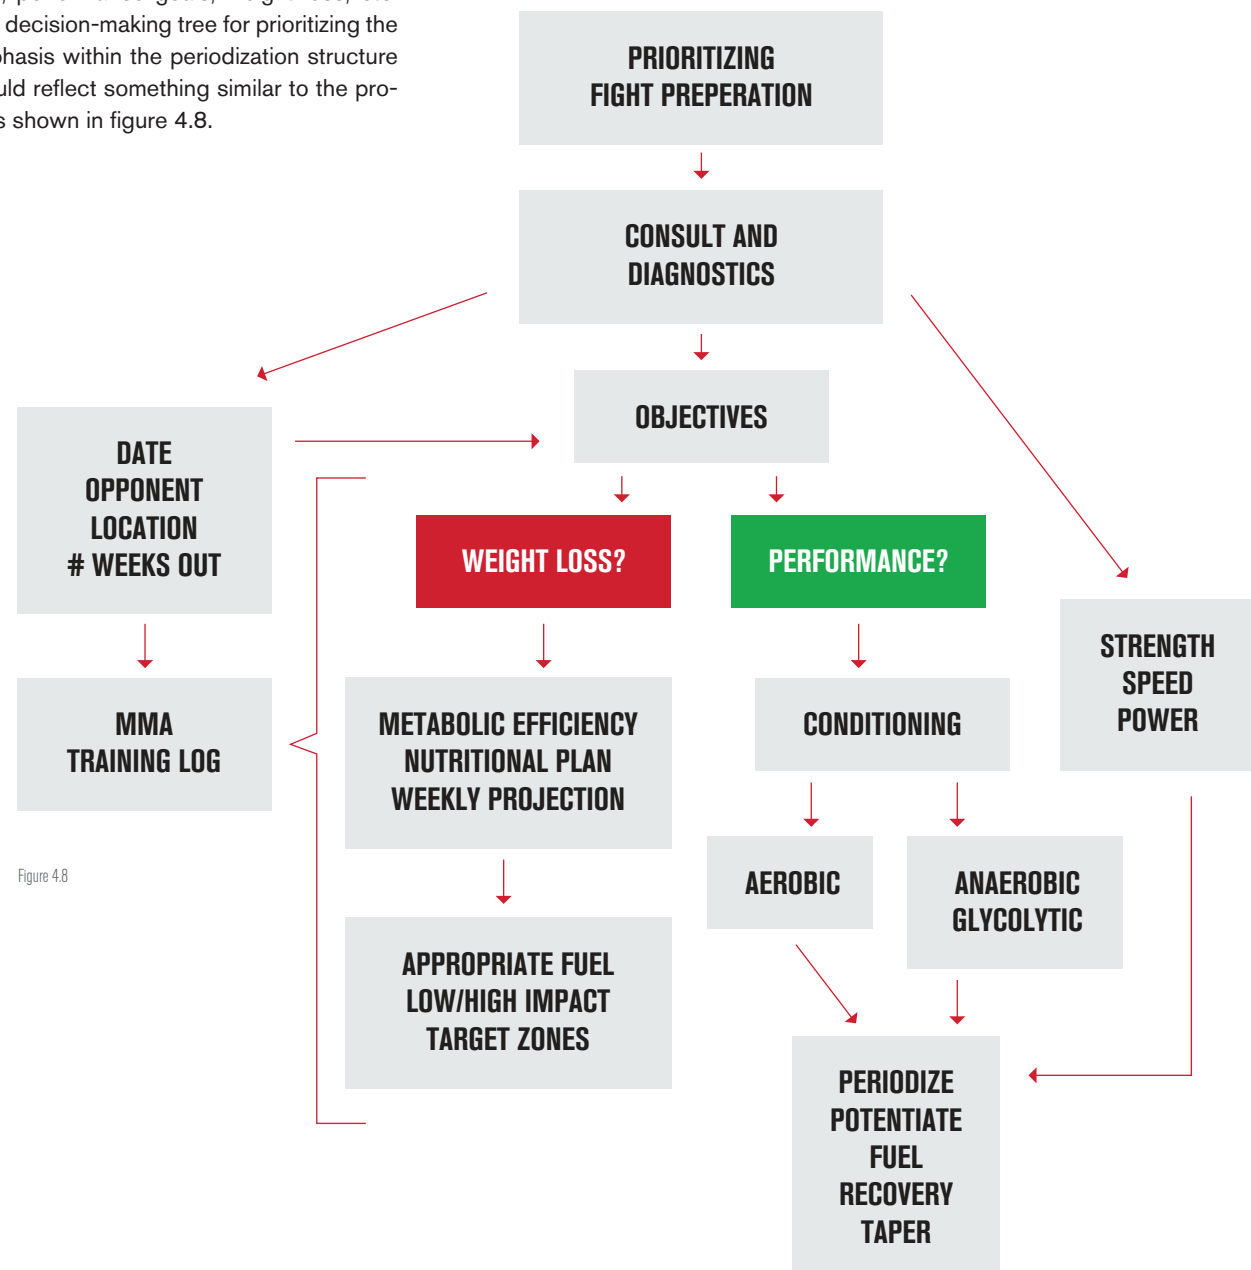 decision-making tree for prioritizing the
within the periodization structure
reflect something similar to the pro-
shown in figure 4.8.
PRIORITIZING
FIGHT PREPERATION
CONSULT AND
DIAGNOSTICS
OBJECTIVES
DATE
OPPONENT
LOCATION
# WEEKS OUT
WEIGHT LOSS?
PERFORMANCE?
STRENGTH
SPEED
POWER
MMA
TRAINING LOG
METABOLIC EFFICIENCY
NUTRITIONAL PLAN
WEEKLY PROJECTION
CONDITIONING
AEROBIC
ANAEROBIC
GLYCOLYTIC
Figure 4.8
APPROPRIATE FUEL
LOW/HIGH IMPACT
TARGET ZONES
PERIODIZE
POTENTIATE
FUEL
RECOVERY
TAPER